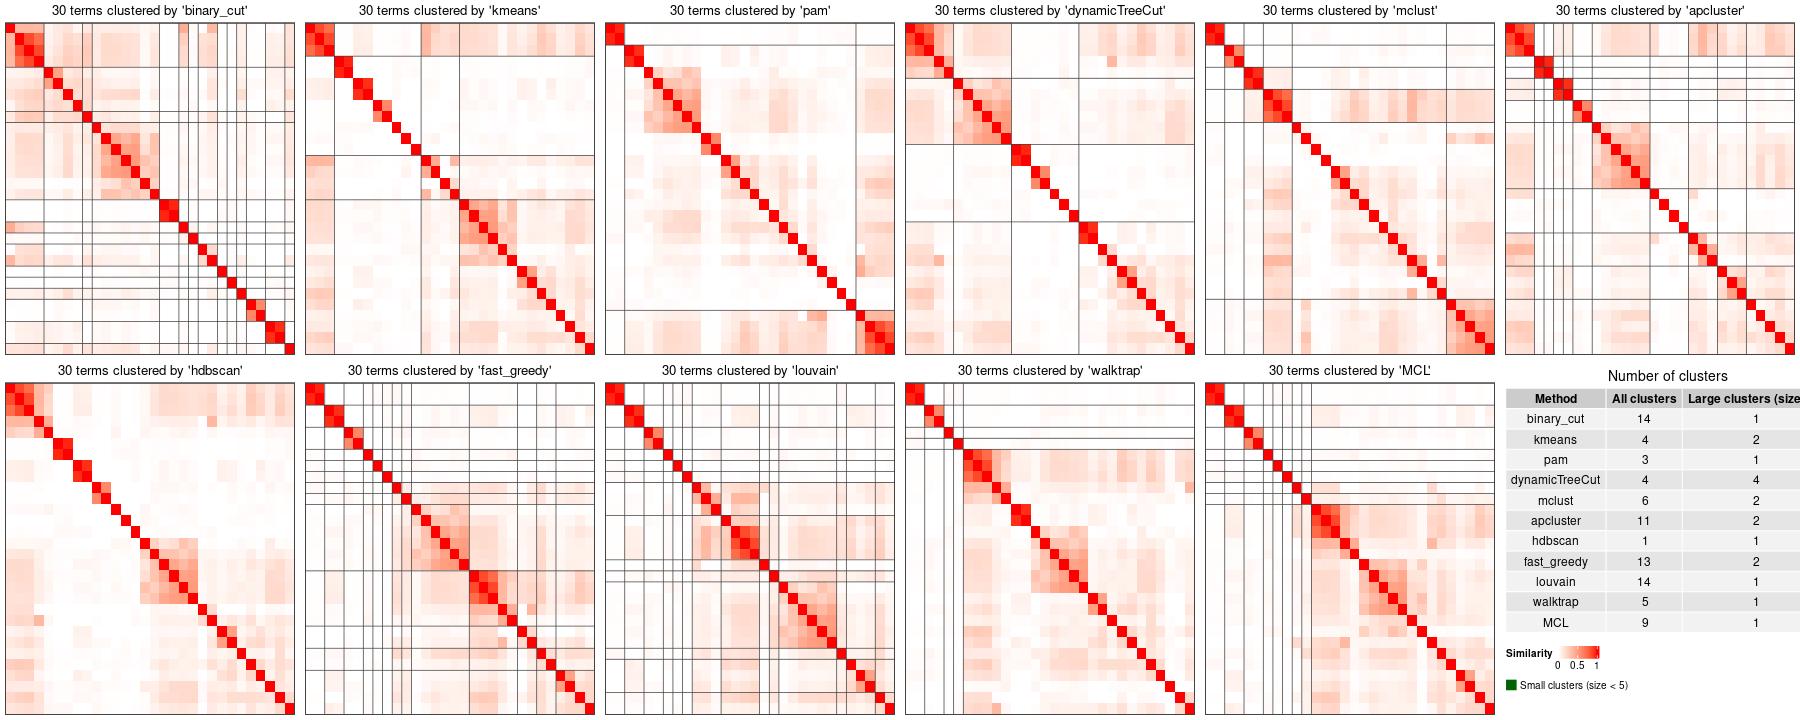 30 terms clustered by 'binary_cut'
30 terms clustered by 'kmeans'
30 terms clustered by 'pam'
30 terms clustered by 'dynamicTreeCut'
30 terms clustered by 'mclust'
30 terms clustered by 'apcluster'
30 terms clustered by 'hdbscan'
30 terms clustered by 'fast_greedy'
30 terms clustered by 'louvain'
30 terms clustered by 'walktrap'
30 terms clustered by 'MCL'
Number of clusters
Method All clusters Large clusters (size
binary_cut 14 1
kmeans 4 2
pam 3 1
dynamicTreeCut 4 4
mclust 6 2
apcluster 11 2
hdbscan 1 1
fast_greedy 13 2
louvain 14 1
walktrap 5 1
MCL 9 1
Similarity
0 0.5 1
Small clusters (size < 5)